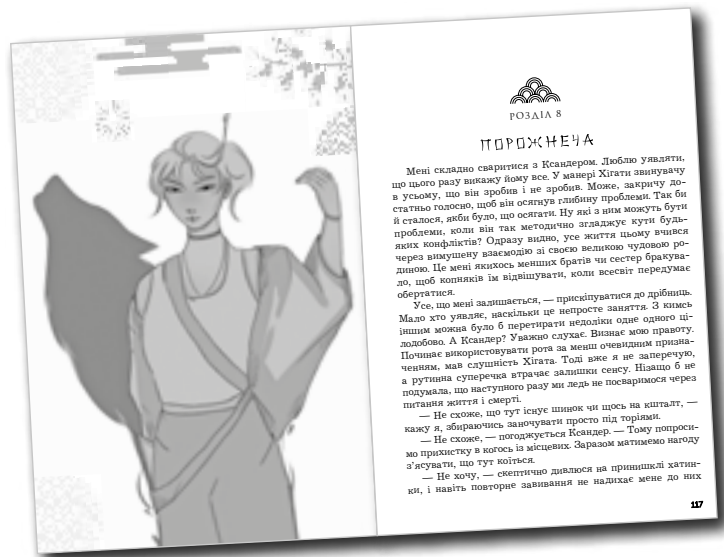 РОЗДІЛ 8
ПОРОЖНЕЧА
Мені складно сваритися з Ксандером. Люблю уявляти,
що цього разу викажу йому все. У манері Хігати звинувачу
в усьому, що він зробив і не зробив. Може, закричу до-
статньо голосно, щоб він осягнув глибину проблеми. Так би
й сталося, якби було, що осягати. Ну які з ним можуть бути
проблеми, коли він так методично згладжує кути будь-
яких конфліктів? Одразу видно, усе життя цьому вчився
через вимушену взаємодію зі своєю великою чудовою ро-
диною. Це мені якихось менших братів чи сестер бракува-
ло, щоб копняків їм відвішувати, коли всесвіт передумає
обертатися.
Усе, що мені залишається, — прискіпуватися до дрібниць.
Мало хто уявляє, наскільки це непросте заняття. З кимсь
іншим можна було б перетирати недоліки одне одного ці-
лодобово. А Ксандер? Уважно слухає. Визнає мою правоту.
Починає використовувати рота за менш очевидним призна-
ченням, мав слушність Хігата. Тоді вже я не заперечую,
а рутинна суперечка втрачає залишки сенсу. Нізащо б не
подумала, що наступного разу ми ледь не посваримося через
питання життя і смерті.
— Не схоже, що тут існує шинок чи щось на кшталт, —
кажу я, збираючись заночувати просто під торіями.
— Не схоже, — погоджується Ксандер. — Тому попроси-
мо прихистку в когось із місцевих. Заразом матимемо нагоду
з’ясувати, що тут коїться.
— Не хочу, — скептично дивлюся на принишклі хатин-
ки, і навіть повторне завивання не надихає мене до них
117